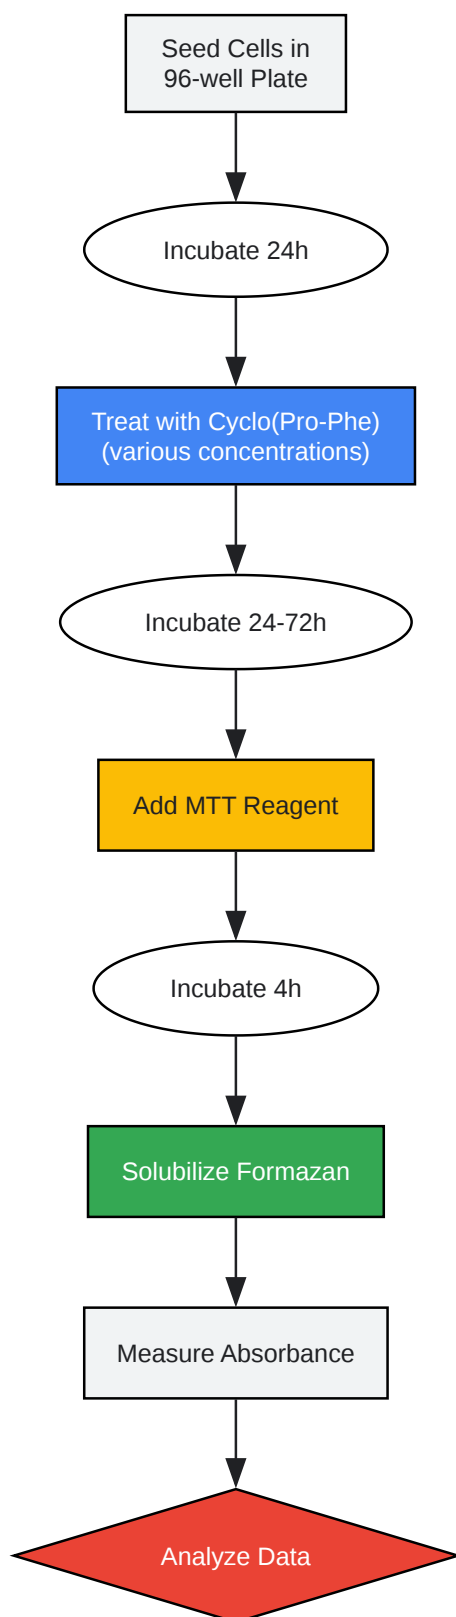 Seed Cells in
96-well Plate
Incubate 24h
Treat with Cyclo(Pro-Phe)
(various concentrations)
Incubate 24-72h
Add MTT Reagent
Incubate 4h
Solubilize Formazan
Measure Absorbance
Analyze Data